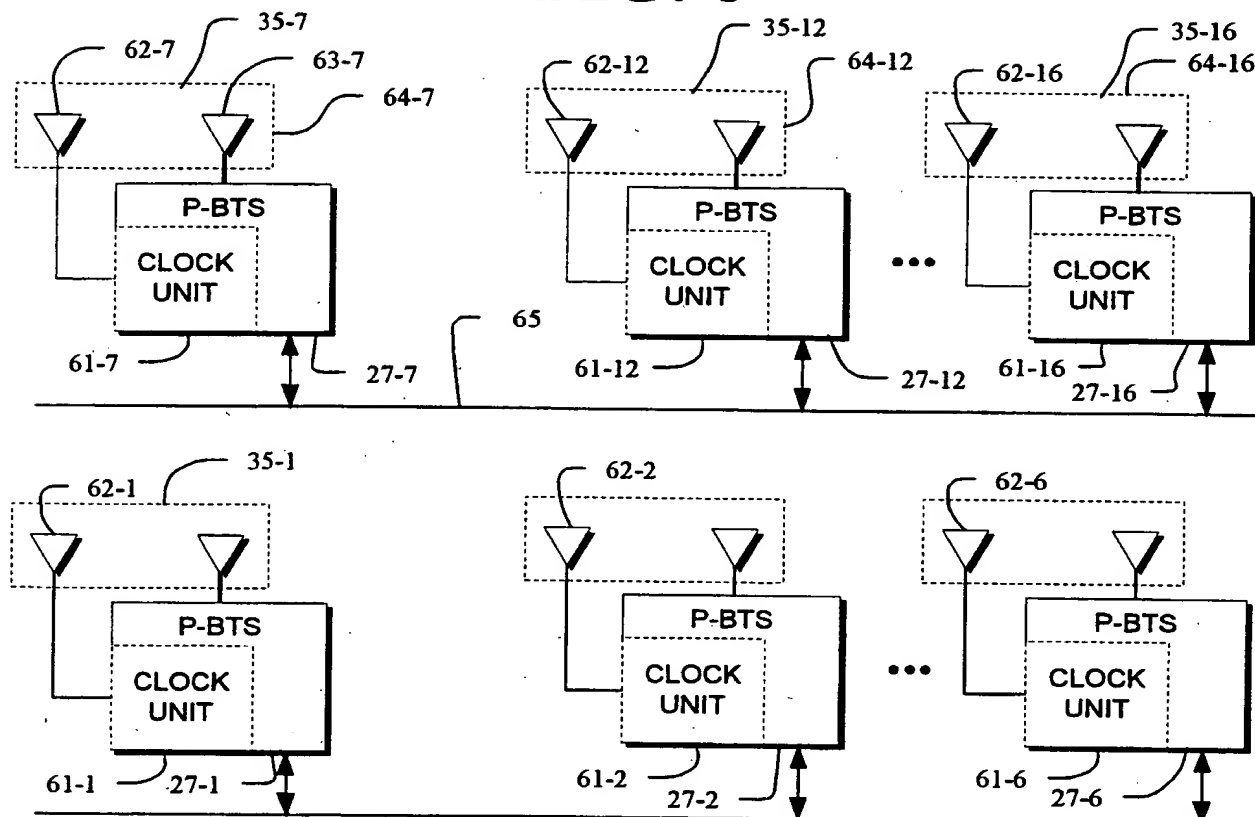 35-7 35-12 35-16
62-7 63-7 62-12 64-12 62-16 64-16
64-7
P-BTS P-BTS P-BTS
CLOCK UNIT CLOCK UNIT CLOCK UNIT
•••
65
61-7 27-7 61-12 27-12 61-16 27-16
35-1
62-1 62-2 62-6
P-BTS P-BTS P-BTS
CLOCK UNIT CLOCK UNIT CLOCK UNIT
•••
61-1 27-1 61-2 27-2 61-6 27-6